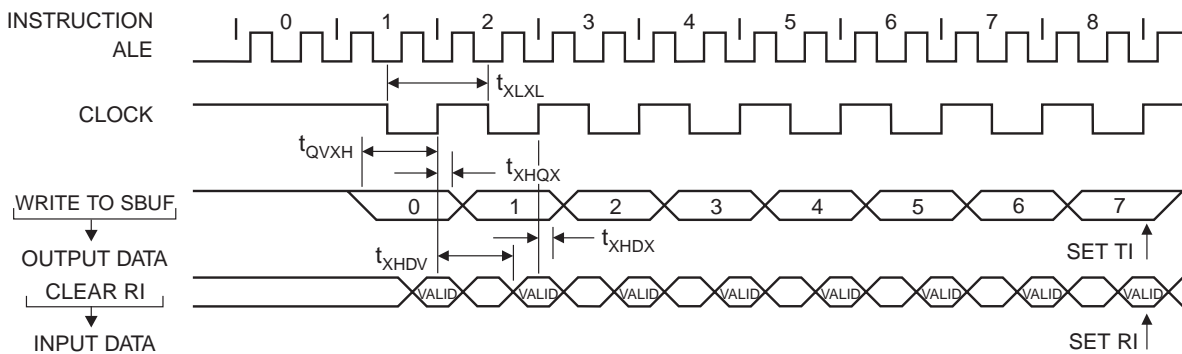 INSTRUCTION 0 1 2 3 4 5 6 7 8
ALE
tXLXL
CLOCK
tQVXH
tXHQX
WRITE TO SBUF
0 1 2 3 4 5 6 7
tXHDX
SET TI
OUTPUT DATA
tXHDV
CLEAR RI
VALID VALID VALID VALID VALID VALID VALID VALID
INPUT DATA
SET RI